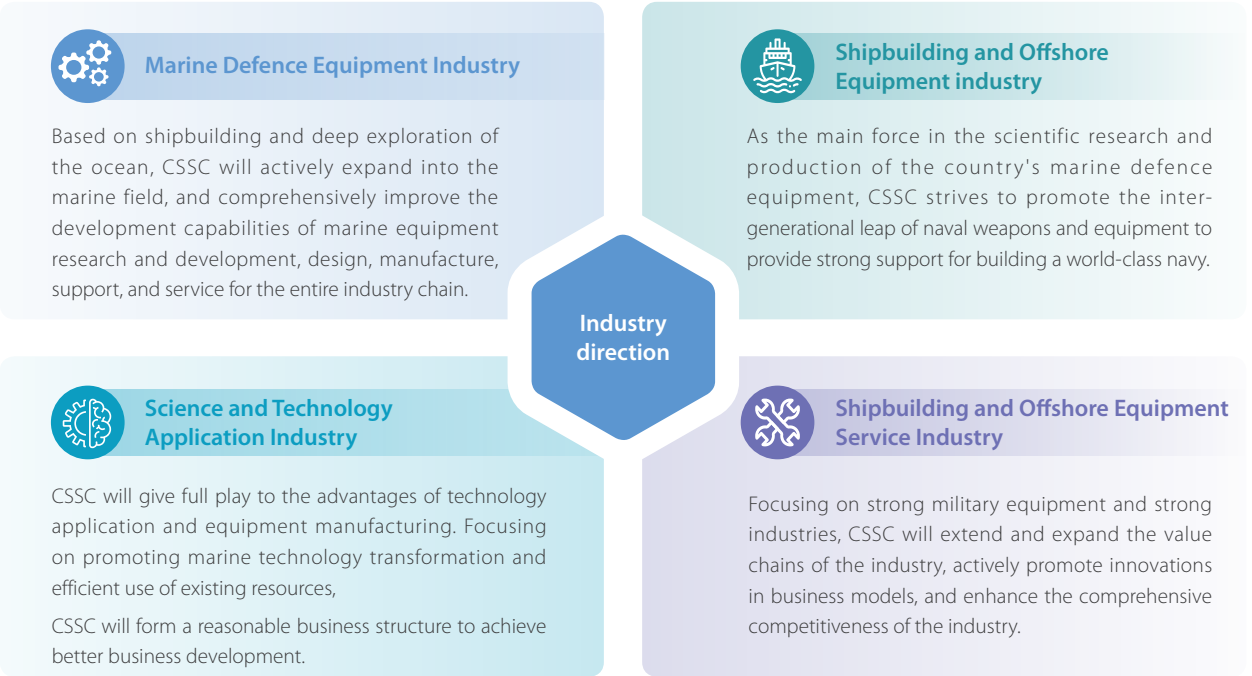 Marine Defence Equipment Industry
Based on shipbuilding and deep exploration of
the ocean, CSSC will actively expand into the
marine field, and comprehensively improve the
development capabilities of marine equipment
research and development, design, manufacture,
support, and service for the entire industry chain.
Shipbuilding and Offshore
Equipment industry
As the main force in the scientific research and
production of the country's marine defence
equipment, CSSC strives to promote the inter-
generational leap of naval weapons and equipment to
provide strong support for building a world-class navy.
Industry
direction
Science and Technology
Application Industry
CSSC will give full play to the advantages of technology
application and equipment manufacturing. Focusing
on promoting marine technology transformation and
efficient use of existing resources,
CSSC will form a reasonable business structure to achieve
better business development.
Shipbuilding and Offshore Equipment
Service Industry
Focusing on strong military equipment and strong
industries, CSSC will extend and expand the value
chains of the industry, actively promote innovations
in business models, and enhance the comprehensive
competitiveness of the industry.